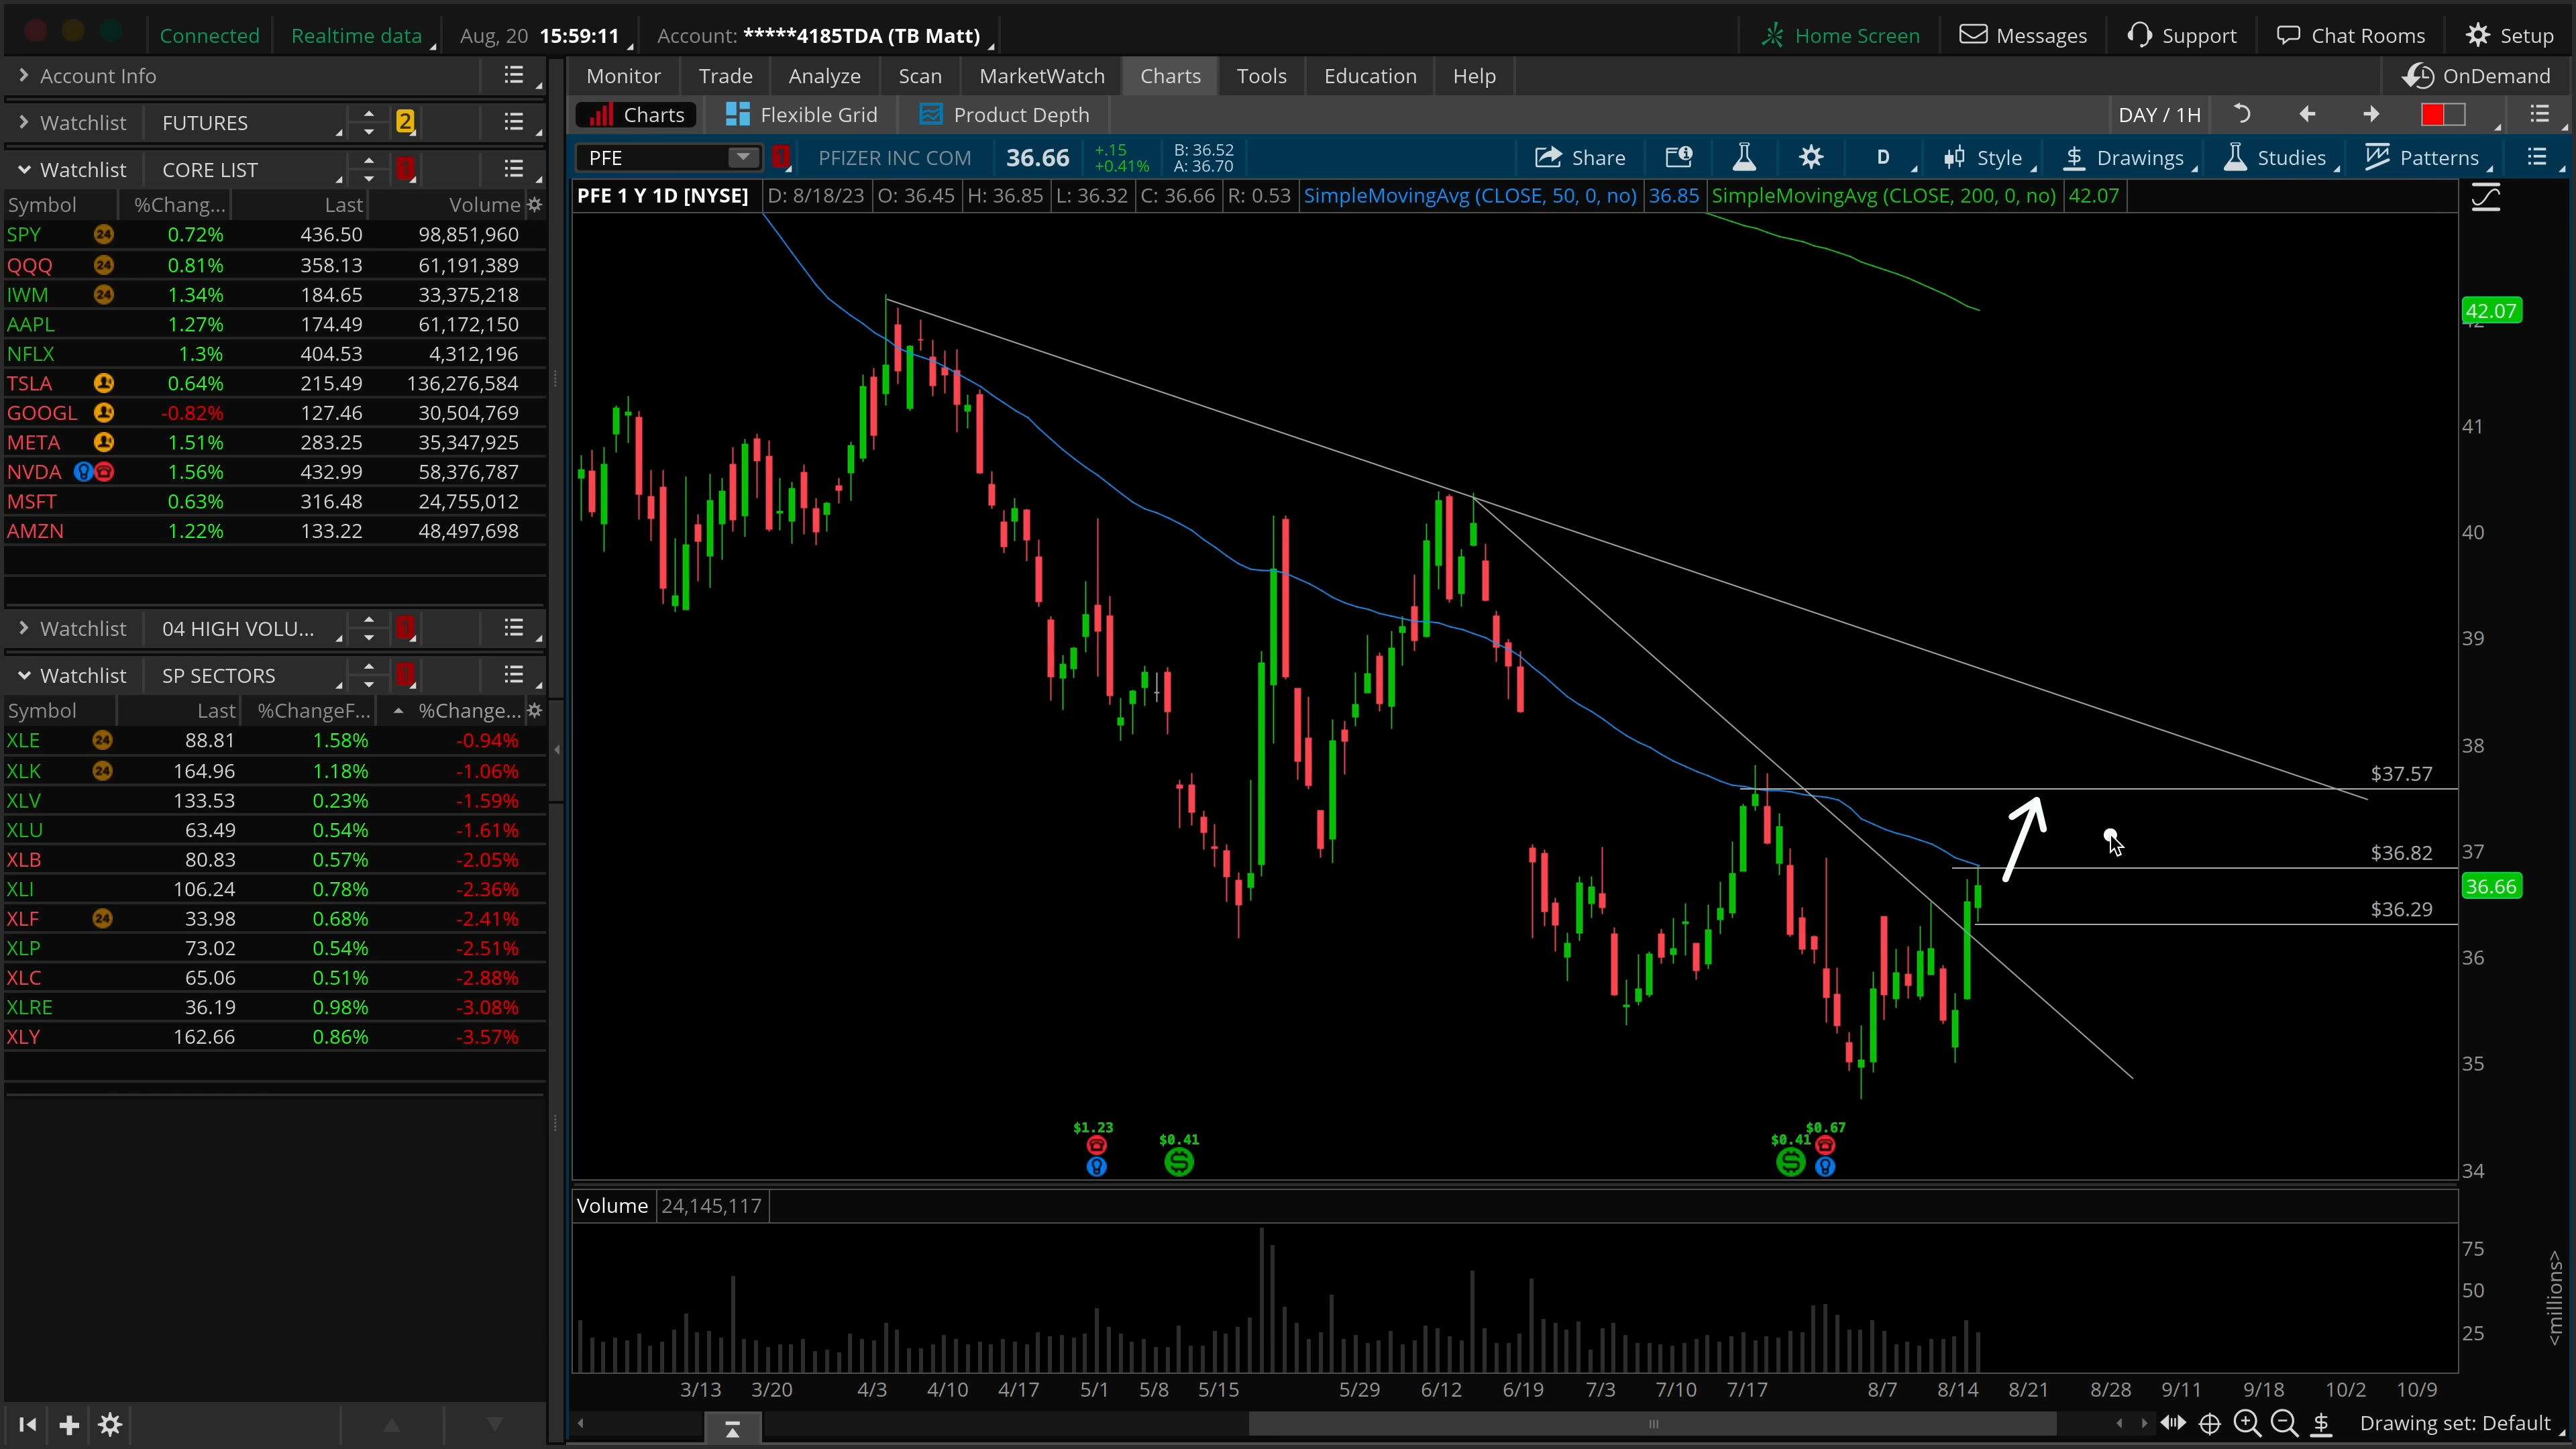 Connected Realtime data Aug, 20 15:59:11 Account: *****4185TDA (TB Matt) Home Screen Messages Support Chat Rooms Setup
Account Info
Monitor Trade Analyze Scan MarketWatch Charts Tools Education Help OnDemand
Watchlist FUTURES 2
Charts Flexible Grid Product Depth DAY / 1H
Watchlist CORE LIST 1
PFE 1 PFIZER INC COM 36.66 +.15 +0.41% B: 36.52 A: 36.70 Share D Style Drawings Studies Patterns
PFE 1 Y 1D [NYSE] D: 8/18/23 O: 36.45 H: 36.85 L: 36.32 C: 36.66 R: 0.53 SimpleMovingAvg (CLOSE, 50, 0, no) 36.85 SimpleMovingAvg (CLOSE, 200, 0, no) 42.07
Symbol %Chang... Last Volume
SPY 24 0.72% 436.50 98,851,960
QQQ 24 0.81% 358.13 61,191,389
IWM 24 1.34% 184.65 33,375,218
AAPL 1.27% 174.49 61,172,150
NFLX 1.3% 404.53 4,312,196
TSLA 0.64% 215.49 136,276,584
GOOGL -0.82% 127.46 30,504,769
META 1.51% 283.25 35,347,925
NVDA 1.56% 432.99 58,376,787
MSFT 0.63% 316.48 24,755,012
AMZN 1.22% 133.22 48,497,698
Watchlist 04 HIGH VOLU... 1
Watchlist SP SECTORS 1
Symbol Last %ChangeF... %Change...
XLE 24 88.81 1.58% -0.94%
XLK 24 164.96 1.18% -1.06%
XLV 133.53 0.23% -1.59%
XLU 63.49 0.54% -1.61%
XLB 80.83 0.57% -2.05%
XLI 106.24 0.78% -2.36%
XLF 24 33.98 0.68% -2.41%
XLP 73.02 0.54% -2.51%
XLC 65.06 0.51% -2.88%
XLRE 36.19 0.98% -3.08%
XLY 162.66 0.86% -3.57%
42.07
41
40
39
38
$37.57
37
$36.82
36.66
$36.29
36
35
34
$1.23
$0.41
$0.41
$0.67
Volume 24,145,117
75
50
25
<millions>
3/13 3/20 4/3 4/10 4/17 5/1 5/8 5/15 5/29 6/12 6/19 7/3 7/10 7/17 8/7 8/14 8/21 8/28 9/11 9/18 10/2 10/9
Drawing set: Default